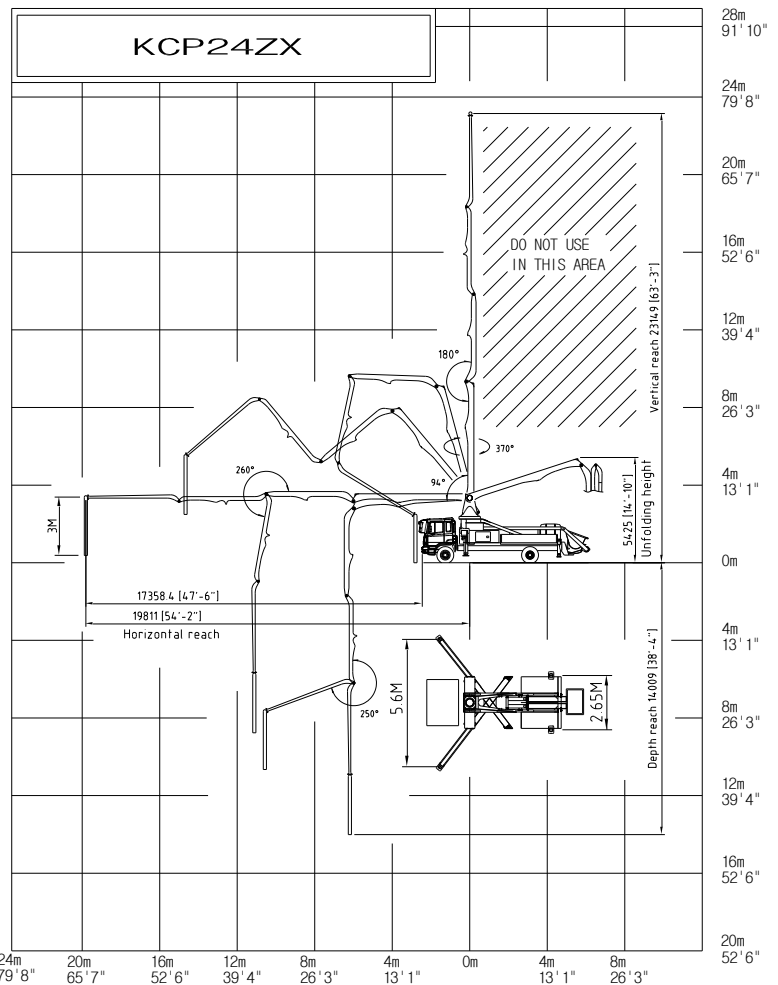 KCP24ZX
28m
91'10"
24m
79'8"
20m
65'7"
16m
52'6"
12m
39'4"
8m
26'3"
4m
13'1"
0m
4m
13'1"
8m
26'3"
12m
39'4"
16m
52'6"
20m
52'6"
DO NOT USE
IN THIS AREA
Vertical reach 23149 [63'-3"]
180°
370°
94°
260°
3M
5425 [14'-10"]
Unfolding height
17358.4 [47'-6"]
19811 [54'-2"]
Horizontal reach
250°
5.6M
2.65M
Depth reach 14009 [38'-4"]
24m
79'8"
20m
65'7"
16m
52'6"
12m
39'4"
8m
26'3"
4m
13'1"
0m
4m
13'1"
8m
26'3"